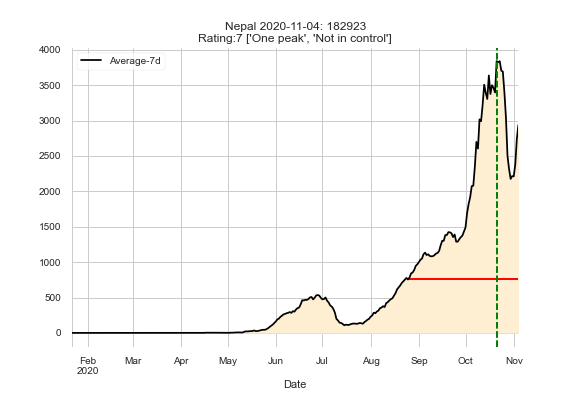 Nepal 2020-11-04: 182923
Rating:7 ['One peak', 'Not in control']
Average-7d
4000
3500
3000
2500
2000
1500
1000
500
0
Feb Mar Apr May Jun Jul Aug Sep Oct Nov
2020
Date